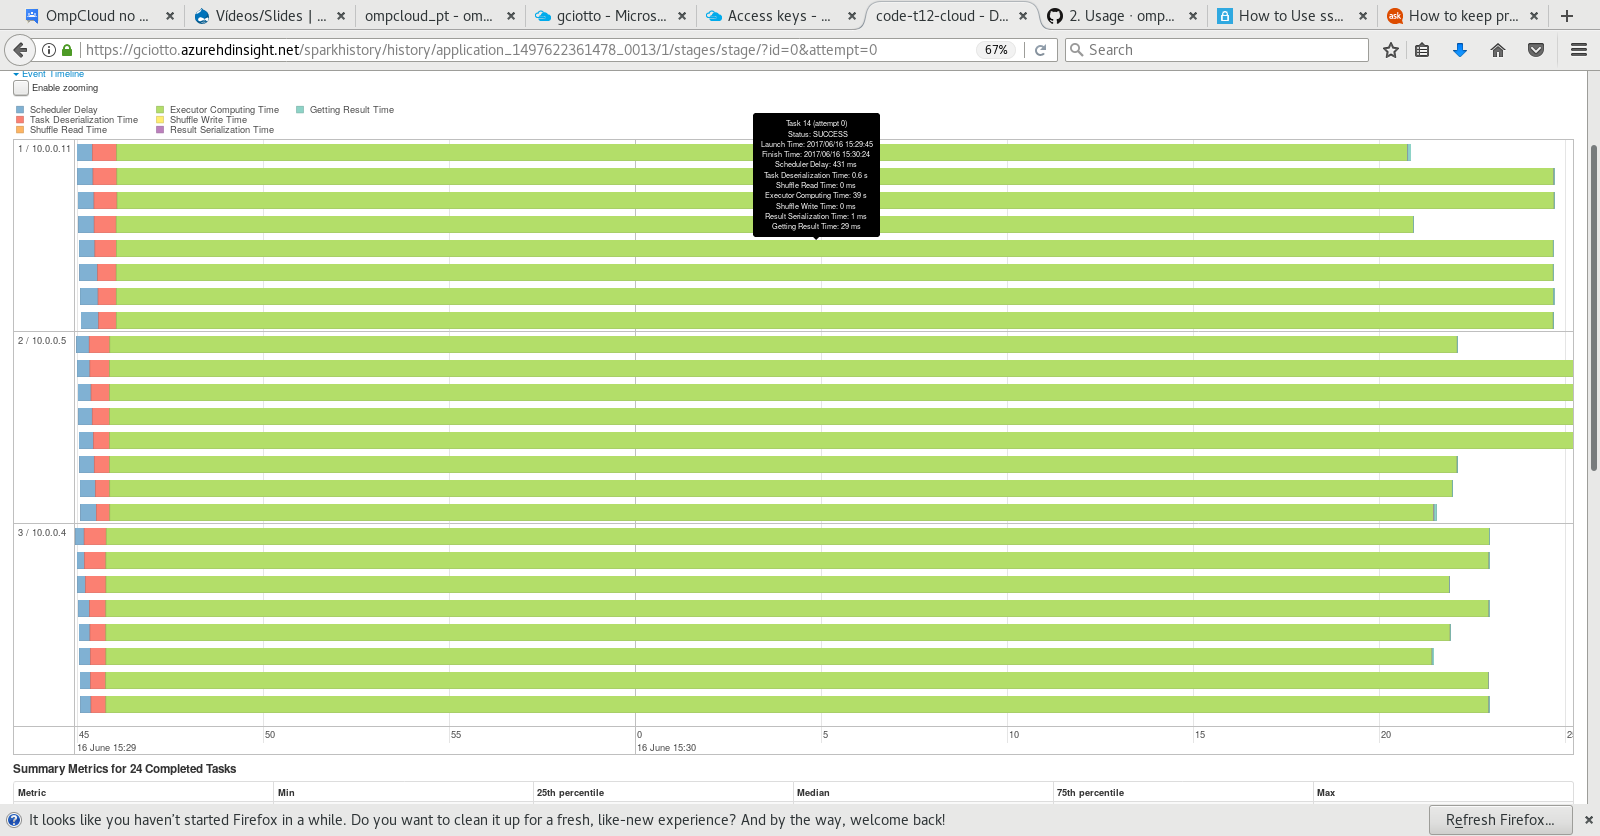 OmpCloud no ...
Vídeos/Slides | ...
ompcloud_pt - om...
gciotto - Micros...
Access keys - ...
code-t12-cloud - D...
2. Usage · omp...
How to Use ss...
ask
How to keep pr...
https://gciotto.azurehdinsight.net/sparkhistory/history/application_1497622361478_0013/1/stages/stage/?id=0&attempt=0
67%
Search
Event Timeline
Enable zooming
Scheduler Delay
Executor Computing Time
Getting Result Time
Task Deserialization Time
Shuffle Write Time
Shuffle Read Time
Result Serialization Time
Task 14 (attempt 0)
Status: SUCCESS
Launch Time: 2017/06/16 15:29:45
Finish Time: 2017/06/16 15:30:24
Scheduler Delay: 431 ms
Task Deserialization Time: 0.6 s
Shuffle Read Time: 0 ms
Executor Computing Time: 39 s
Shuffle Write Time: 0 ms
Result Serialization Time: 1 ms
Getting Result Time: 29 ms
1 / 10.0.0.11
2 / 10.0.0.5
3 / 10.0.0.4
45 50 55 0 5 10 15 20
16 June 15:29 16 June 15:30
Summary Metrics for 24 Completed Tasks
Metric Min 25th percentile Median 75th percentile Max
It looks like you haven't started Firefox in a while. Do you want to clean it up for a fresh, like-new experience? And by the way, welcome back!
Refresh Firefox...